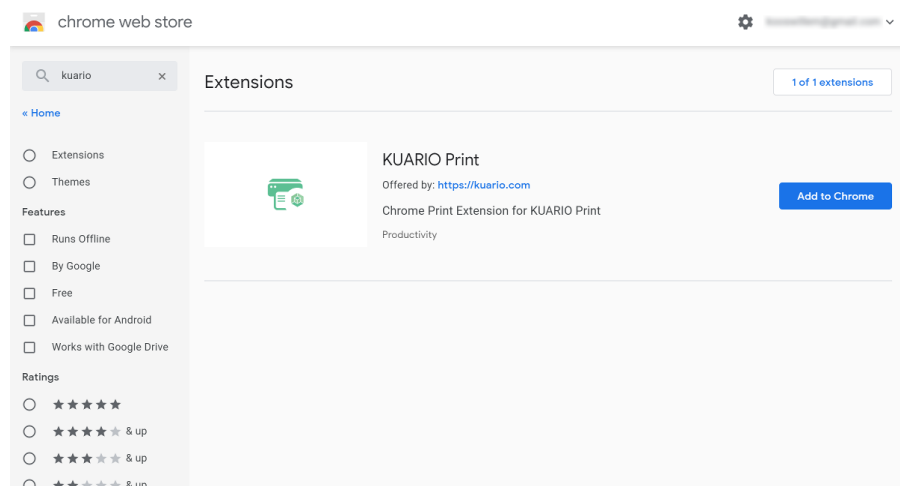 chrome web store
kuario
« Home
Extensions
Themes
Features
Runs Offline
By Google
Free
Available for Android
Works with Google Drive
Ratings
& up
& up
& up
Extensions
1 of 1 extensions
KUARIO Print
Offered by: https://kuario.com
Chrome Print Extension for KUARIO Print
Productivity
Add to Chrome